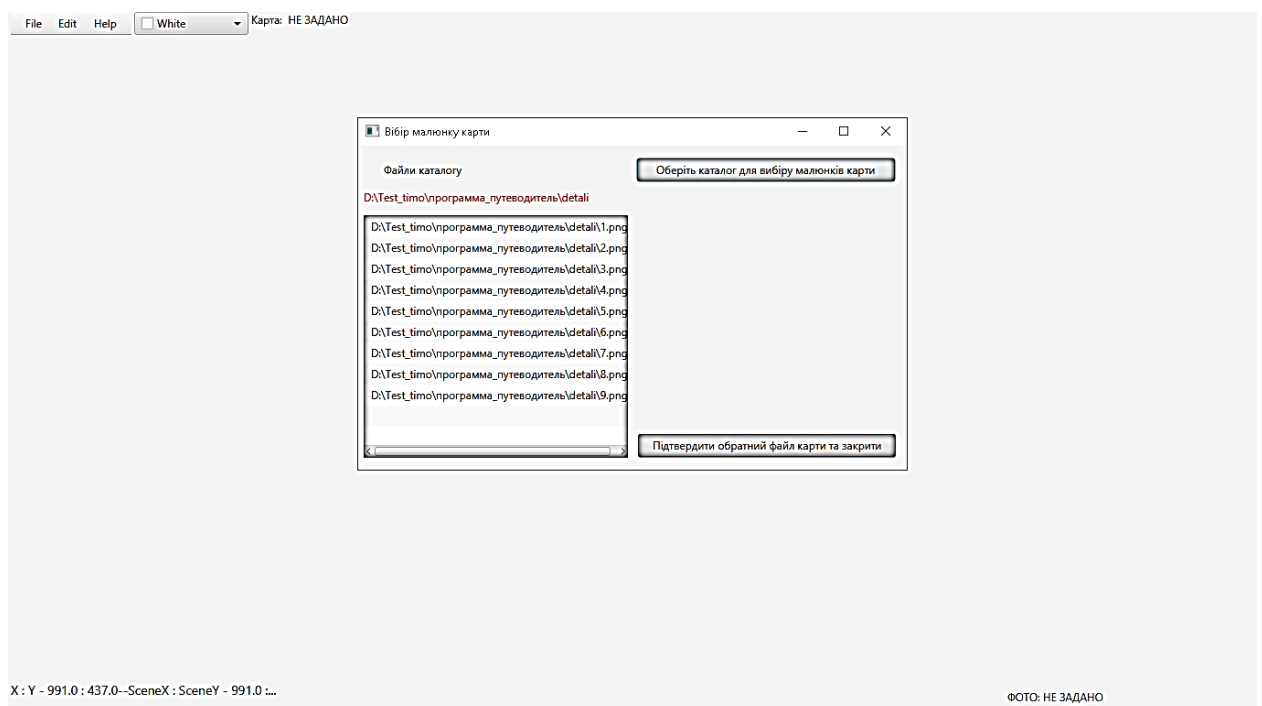 File Edit Help White Карта: НЕ ЗАДАНО
Вібір малюнку карти
Файли каталогу
Оберіть каталог для вибіру малюнків карти
D:\Test_timo\программа_путеводитель\detali
D:\Test_timo\программа_путеводитель\detali\1.png
D:\Test_timo\программа_путеводитель\detali\2.png
D:\Test_timo\программа_путеводитель\detali\3.png
D:\Test_timo\программа_путеводитель\detali\4.png
D:\Test_timo\программа_путеводитель\detali\5.png
D:\Test_timo\программа_путеводитель\detali\6.png
D:\Test_timo\программа_путеводитель\detali\7.png
D:\Test_timo\программа_путеводитель\detali\8.png
D:\Test_timo\программа_путеводитель\detali\9.png
Підтвердити обратний файл карти та закрити
X : Y - 991.0 : 437.0--SceneX : SceneY - 991.0 :...
ФОТО: НЕ ЗАДАНО